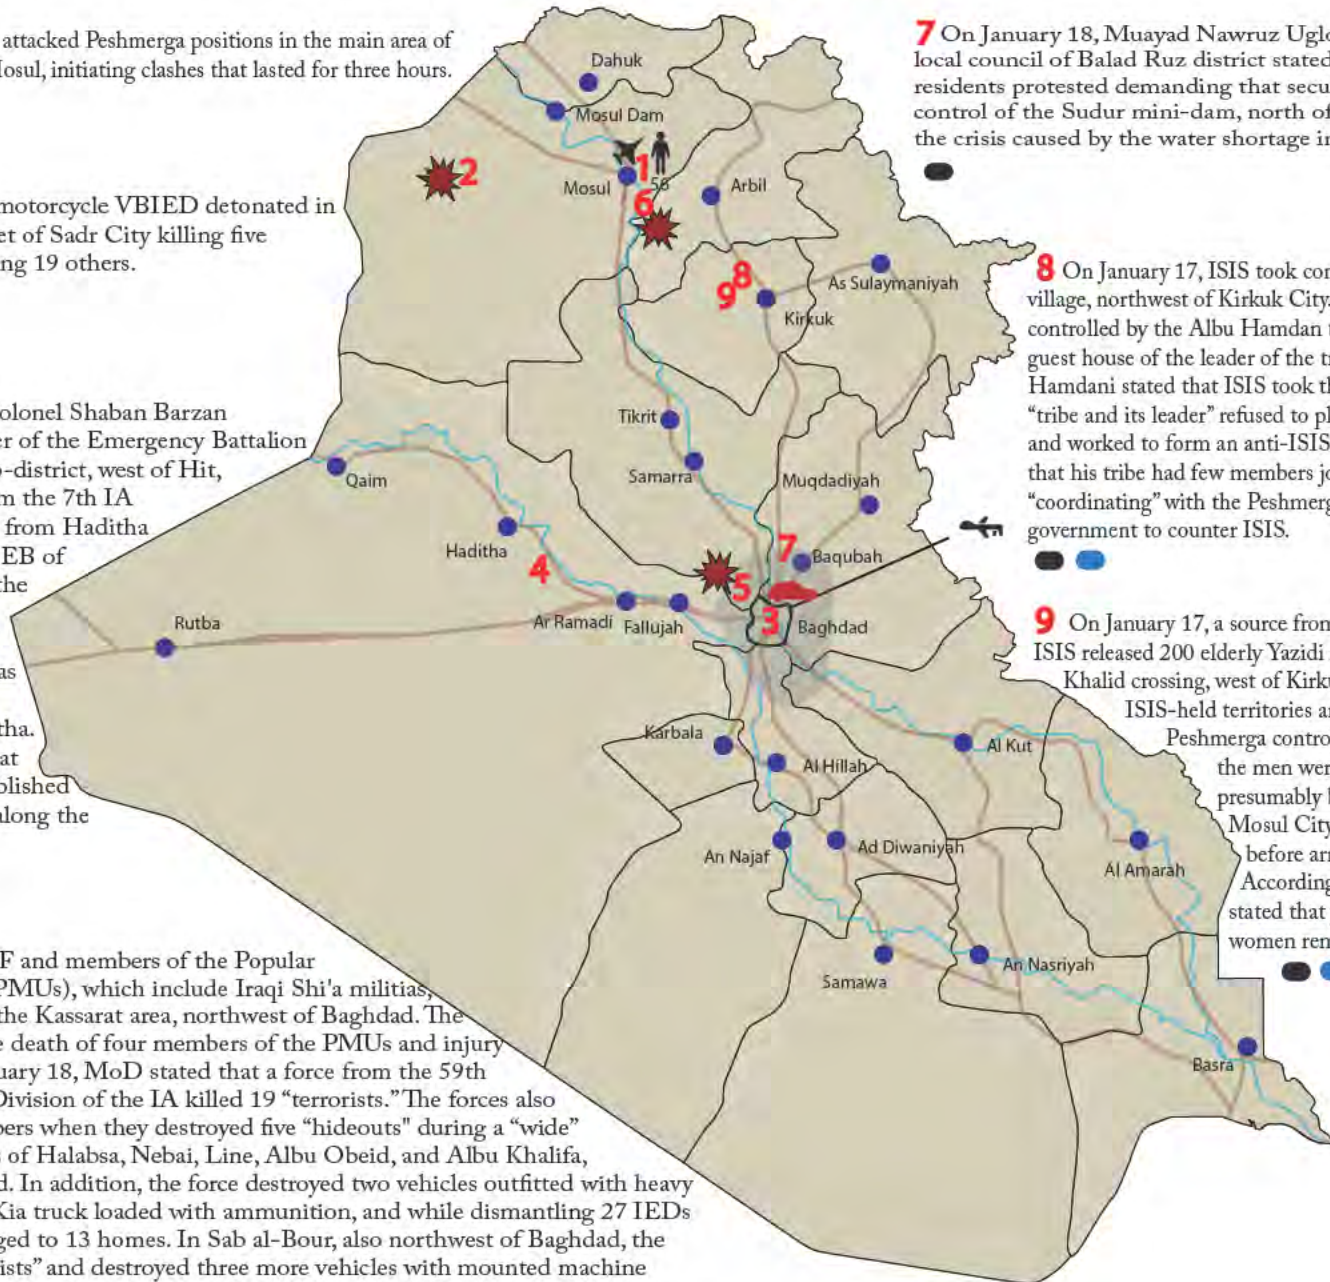 attacked Peshmerga positions in the main area of
Mosul, initiating clashes that lasted for three hours.
motorcycle VBIED detonated in
et of Sadr City killing five
ng 19 others.
olonel Shaban Barzan
er of the Emergency Battalion
-district, west of Hit,
m the 7th IA
from Haditha
EB of
the
as
tha.
at
blished
along the
F and members of the Popular
PMUs), which include Iraqi Shi'a militias,
the Kassarat area, northwest of Baghdad. The
e death of four members of the PMUs and injury
uary 18, MoD stated that a force from the 59th
Division of the IA killed 19 “terrorists.” The forces also
bers when they destroyed five “hideouts" during a “wide”
s of Halabsa, Nebai, Line, Albu Obeid, and Albu Khalifa,
d. In addition, the force destroyed two vehicles outfitted with heavy
Kia truck loaded with ammunition, and while dismantling 27 IEDs
ged to 13 homes. In Sab al-Bour, also northwest of Baghdad, the
ists” and destroyed three more vehicles with mounted machine
Dahuk
Mosul Dam
2
1
Mosul
56
Arbil
6
8
9
As Sulaymaniyah
Kirkuk
Tikrit
Samarra
Qaim
Muqdadiyah
Haditha
4
7
Baqubah
5
Rutba
Ar Ramadi
Fallujah
3
Baghdad
Karbala
Al Hillah
Al Kut
An Najaf
Ad Diwaniyah
Al Amarah
Samawa
An Nasriyah
Basra
7 On January 18, Muayad Nawruz Uglo
local council of Balad Ruz district stated
residents protested demanding that secu
control of the Sudur mini-dam, north of
the crisis caused by the water shortage in
8 On January 17, ISIS took con
village, northwest of Kirkuk City.
controlled by the Albu Hamdan t
guest house of the leader of the tr
Hamdani stated that ISIS took th
“tribe and its leader” refused to pl
and worked to form an anti-ISIS
that his tribe had few members jo
“coordinating” with the Peshmerg
government to counter ISIS.
9 On January 17, a source from
ISIS released 200 elderly Yazidi
Khalid crossing, west of Kirku
ISIS-held territories an
Peshmerga contro
the men were
presumably b
Mosul City
before arr
According
stated that
women ren